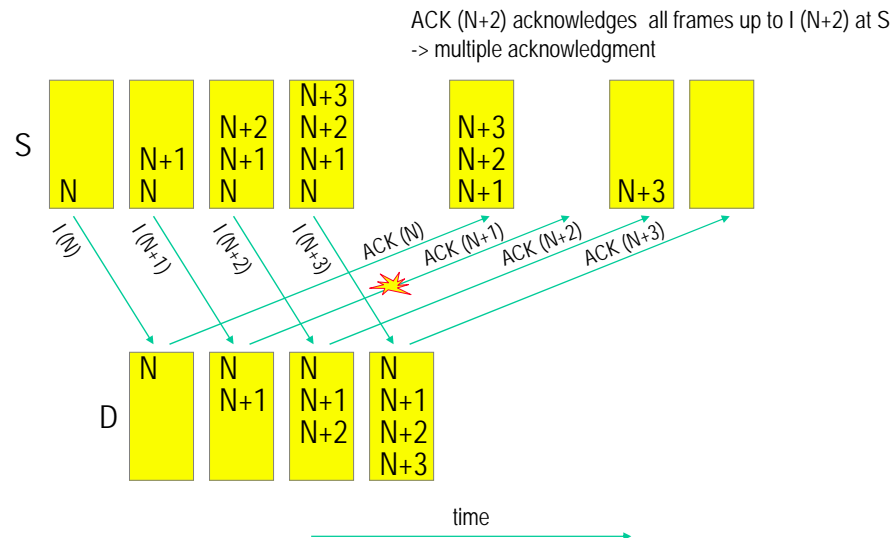 ACK (N+2) acknowledges all frames up to I (N+2) at S
-> multiple acknowledgment
S
N
N+1
N
N+2
N+1
N
N+3
N+2
N+1
N
N+3
N+2
N+1
N+3
I (N)
I (N+1)
I (N+2)
I (N+3)
ACK (N)
ACK (N+1)
ACK (N+2)
ACK (N+3)
D
N
N
N+1
N
N+1
N+2
N
N+1
N+2
N+3
time